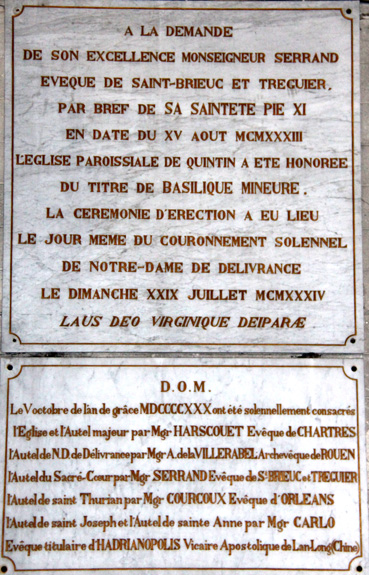 A LA DEMANDE
DE SON EXCELLENCE MONSEIGNEUR SERRAND
EVEQUE DE SAINT-BRIEUC ET TREGUIER,
PAR BREF DE SA SAINTETE PIE XI
EN DATE DU XV AOUT MCMXXXIII
L'EGLISE PAROISSIALE DE QUINTIN A ETE HONOREE
DU TITRE DE BASILIQUE MINEURE.
LA CEREMONIE D'ERECTION A EU LIEU
LE JOUR MEME DU COURONNEMENT SOLENNEL
DE NOTRE-DAME DE DELIVRANCE
LE DIMANCHE XXIX JUILLET MCMXXXIV
LAUS DEO VIRGINIQUE DEIPARÆ.
D.O.M.
Le V octobre de l'an de grâce MDCCCCXXX ont été solennellement consacrés
l'Eglise et l'Autel majeur par Mgr HARSCOUET Evêque de CHARTRES
l'Autel de N.D. de Délivrance par Mgr A. de la VILLERABEL Archevêque de ROUEN
l'Autel du Sacré-Cœur par Mgr SERRAND Evêque de St BRIEUC et TREGUIER
l'Autel de saint Thurian par Mgr COURCOUX Evêque d'ORLEANS
l'Autel de saint Joseph et l'Autel de sainte Anne par Mgr CARLO
Evêque titulaire d'HADRIANOPOLIS Vicaire Apostolique de Lan-Long (Chine)